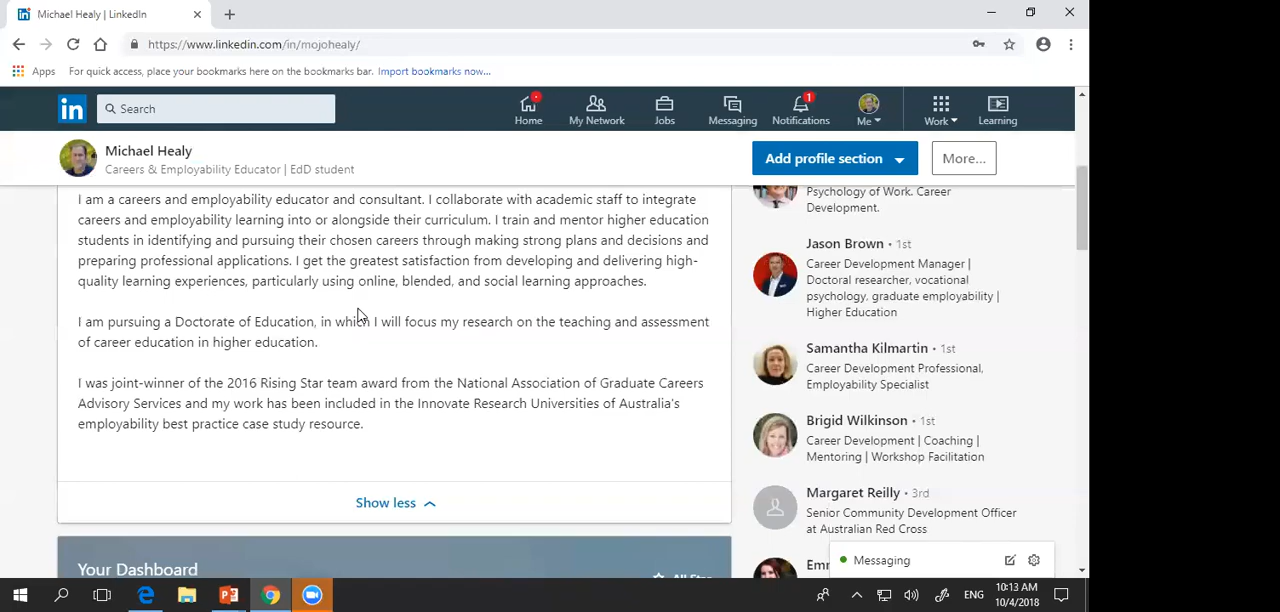 Michael Healy | LinkedIn
https://www.linkedin.com/in/mojohealy/
Apps For quick access, place your bookmarks here on the bookmarks bar. Import bookmarks now...
in Search
Home My Network Jobs Messaging 1 Notifications Me Work Learning
Michael Healy
Careers & Employability Educator | EdD student
Add profile section More...
I am a careers and employability educator and consultant. I collaborate with academic staff to integrate
careers and employability learning into or alongside their curriculum. I train and mentor higher education
students in identifying and pursuing their chosen careers through making strong plans and decisions and
preparing professional applications. I get the greatest satisfaction from developing and delivering high-
quality learning experiences, particularly using online, blended, and social learning approaches.
I am pursuing a Doctorate of Education, in which I will focus my research on the teaching and assessment
of career education in higher education.
I was joint-winner of the 2016 Rising Star team award from the National Association of Graduate Careers
Advisory Services and my work has been included in the Innovate Research Universities of Australia's
employability best practice case study resource.
Show less
Your Dashboard
All Star
Psychology of Work. Career
Development.
Jason Brown • 1st
Career Development Manager |
Doctoral researcher, vocational
psychology, graduate employability |
Higher Education
Samantha Kilmartin • 1st
Career Development Professional,
Employability Specialist
Brigid Wilkinson • 1st
Career Development | Coaching |
Mentoring | Workshop Facilitation
Margaret Reilly • 3rd
Senior Community Development Officer
at Australian Red Cross
Messaging
ENG
10:13 AM
10/4/2018